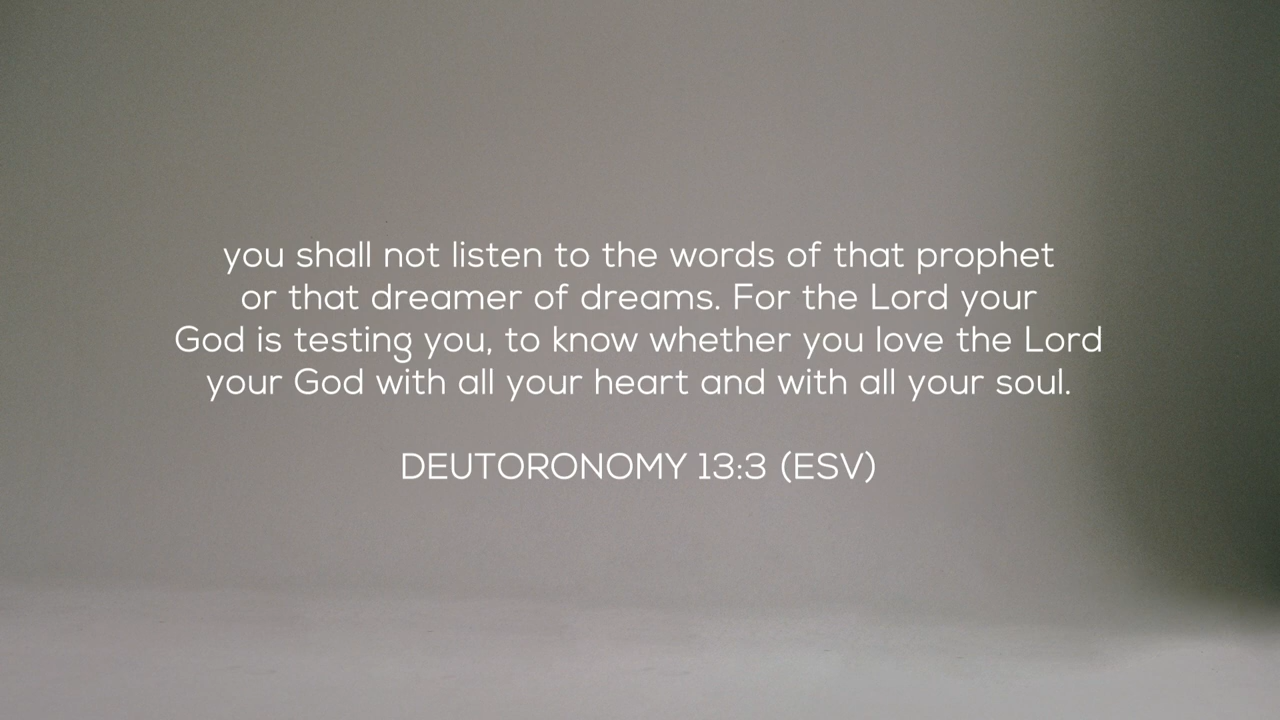 you shall not listen to the words of that prophet
or that dreamer of dreams. For the Lord your
God is testing you, to know whether you love the Lord
your God with all your heart and with all your soul.
DEUTORONOMY 13:3 (ESV)